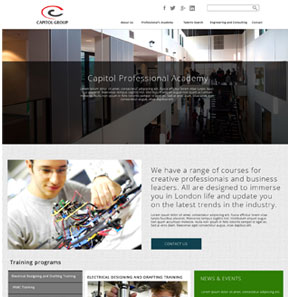 CAPITOL GROUP
About Us Professional's Academy Talents Search Engineering and Consulting Contact
Capitol Professional Academy
We have a range of courses for
creative professionals and business
leaders. All are designed to immerse
you in London life and update you
on the latest trends in the industry.
CONTACT US
Training programs
Electrical Designing and Drafting Training
HVAC Training
ELECTRICAL DESIGNING AND DRAFTING TRAINING
NEWS & EVENTS